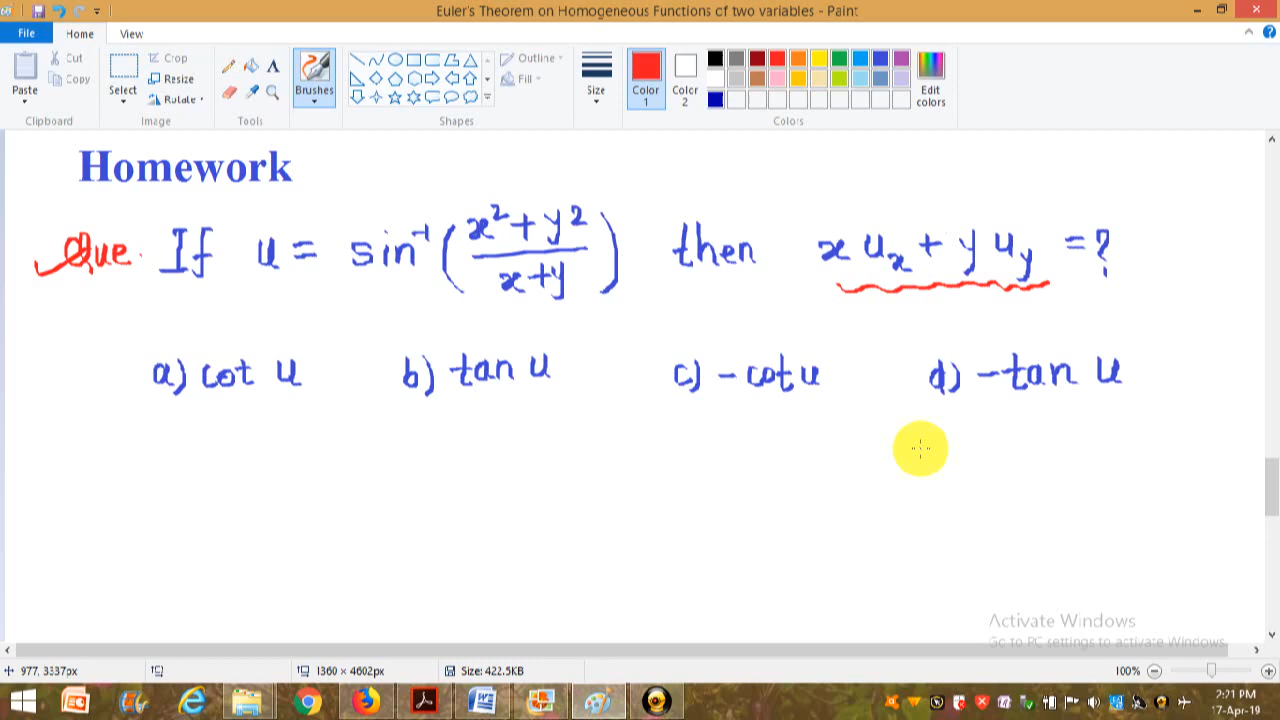 Euler's Theorem on Homogeneous Functions of two variables - Paint
File Home View
Paste Cut Copy Select Crop Resize Rotate Brushes Outline Fill Size Color 1 Color 2 Edit colors
Clipboard Image Tools Shapes Colors
Homework
Que. If u = sin⁻¹((x²+y²)/(x+y)) then x uₓ + y u_y = ?
a) cot u b) tan u c) -cot u d) -tan u
Activate Windows
Go to PC settings to activate Windows.
977, 3337px 1360 × 4602px Size: 422.5KB 100%
2:21 PM
17-Apr-19